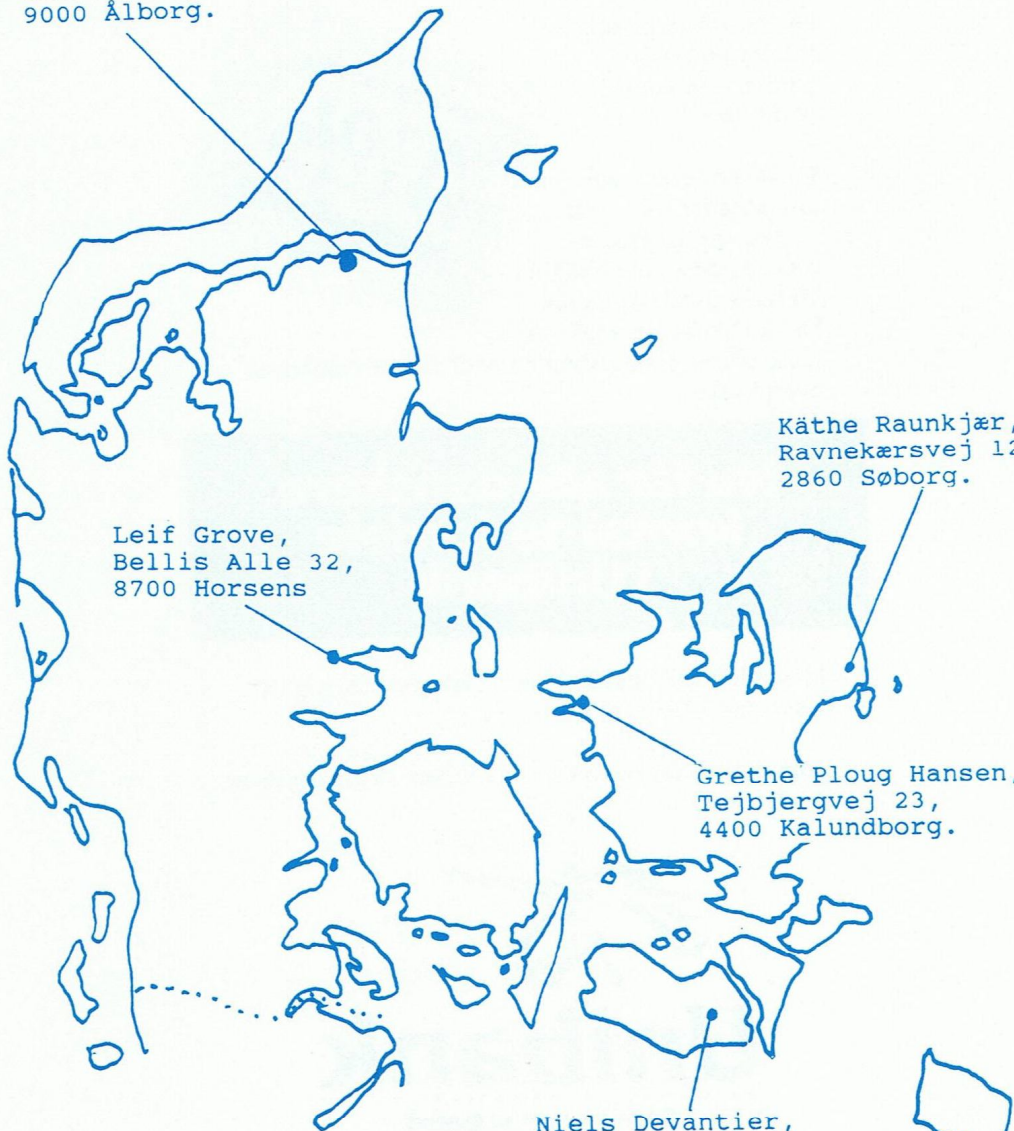 9000 Ålborg.
Käthe Raunkjær,
Ravnekærsvej 12
2860 Søborg.
Leif Grove,
Bellis Alle 32,
8700 Horsens
Grethe Ploug Hansen,
Tejbjergvej 23,
4400 Kalundborg.
Niels Devantier,